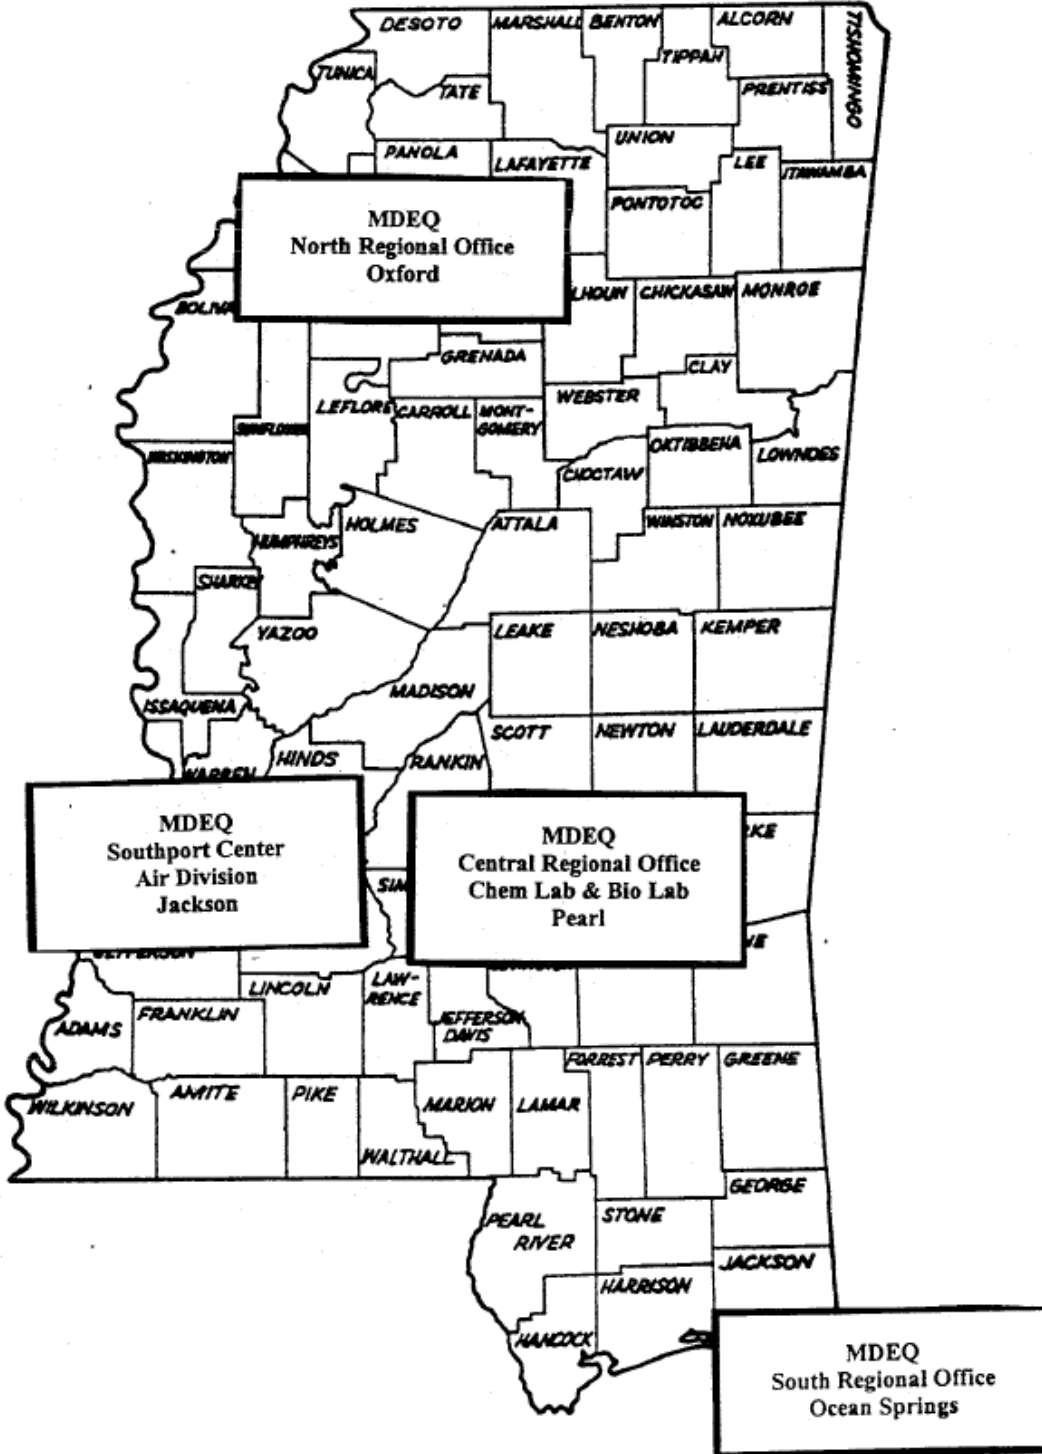 DESOTO
MARSHALL
BENTON
ALCORN
TISHOMINGO
TIPPAH
TUNICA
TATE
PRENTISS
UNION
PANOLA
LAFAYETTE
LEE
ITAWAMBA
PONTOTOC
MDEQ
North Regional Office
Oxford
BOLIVA
LHOUN
CHICKASAW
MONROE
GRENADA
CLAY
WEBSTER
LEFLORE
CARROLL
MONT-
GOMERY
SUNFLOWER
OKTIBBEHA
LOWNDES
WASHINGTON
CHOCTAW
HOLMES
ATTALA
WINSTON
NOXUBEE
HUMPHREYS
SHARKEY
YAZOO
LEAKE
NESHOBA
KEMPER
MADISON
ISSAQUENA
SCOTT
NEWTON
LAUDERDALE
HINDS
RANKIN
WARREN
MDEQ
Southport Center
Air Division
Jackson
MDEQ
Central Regional Office
Chem Lab & Bio Lab
Pearl
RKE
SIM
NE
JEFFERSON
LINCOLN
LAW-
RENCE
FRANKLIN
ADAMS
JEFFERSON
DAVIS
FORREST
PERRY
GREENE
WILKINSON
AMITE
PIKE
MARION
LAMAR
WALTHALL
GEORGE
PEARL
RIVER
STONE
JACKSON
HARRISON
HANCOCK
MDEQ
South Regional Office
Ocean Springs